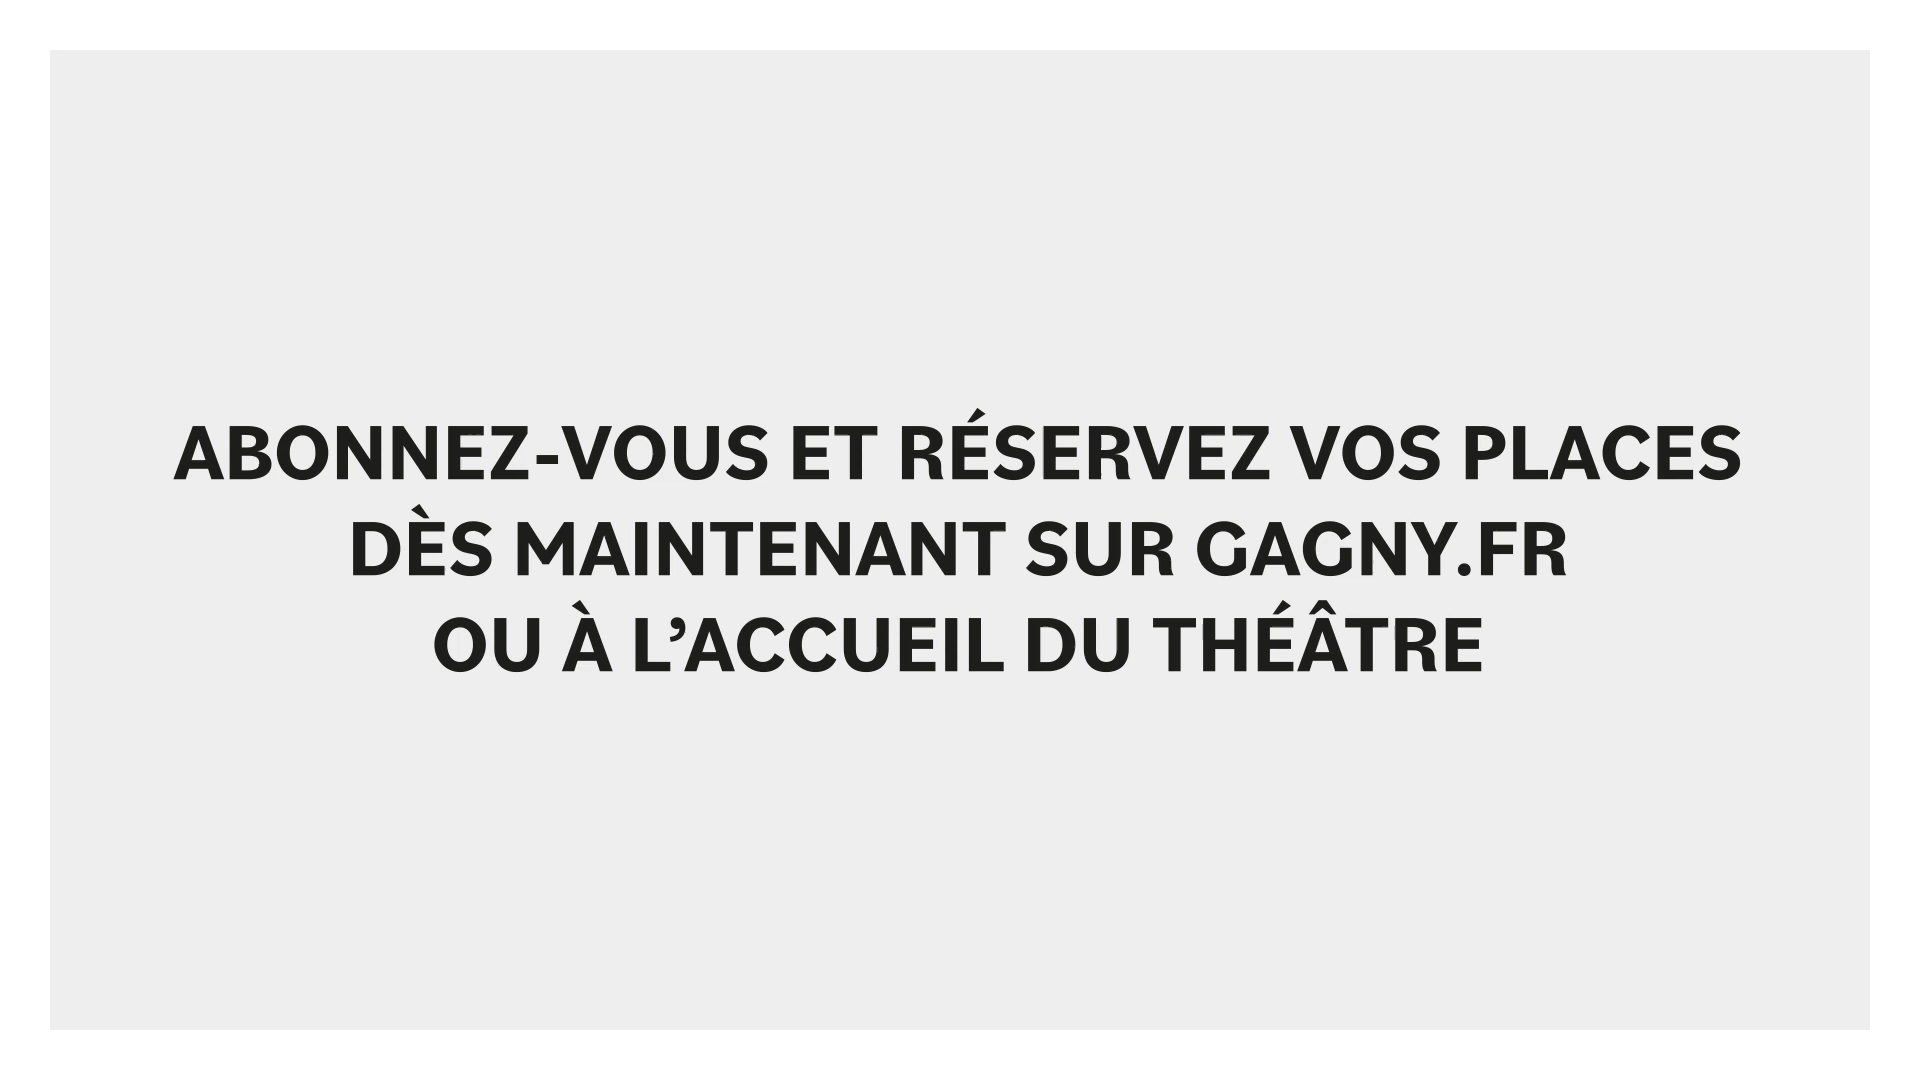 ABONNEZ-VOUS ET RÉSERVEZ VOS PLACES
DÈS MAINTENANT SUR GAGNY.FR
OU À L’ACCUEIL DU THÉÂTRE